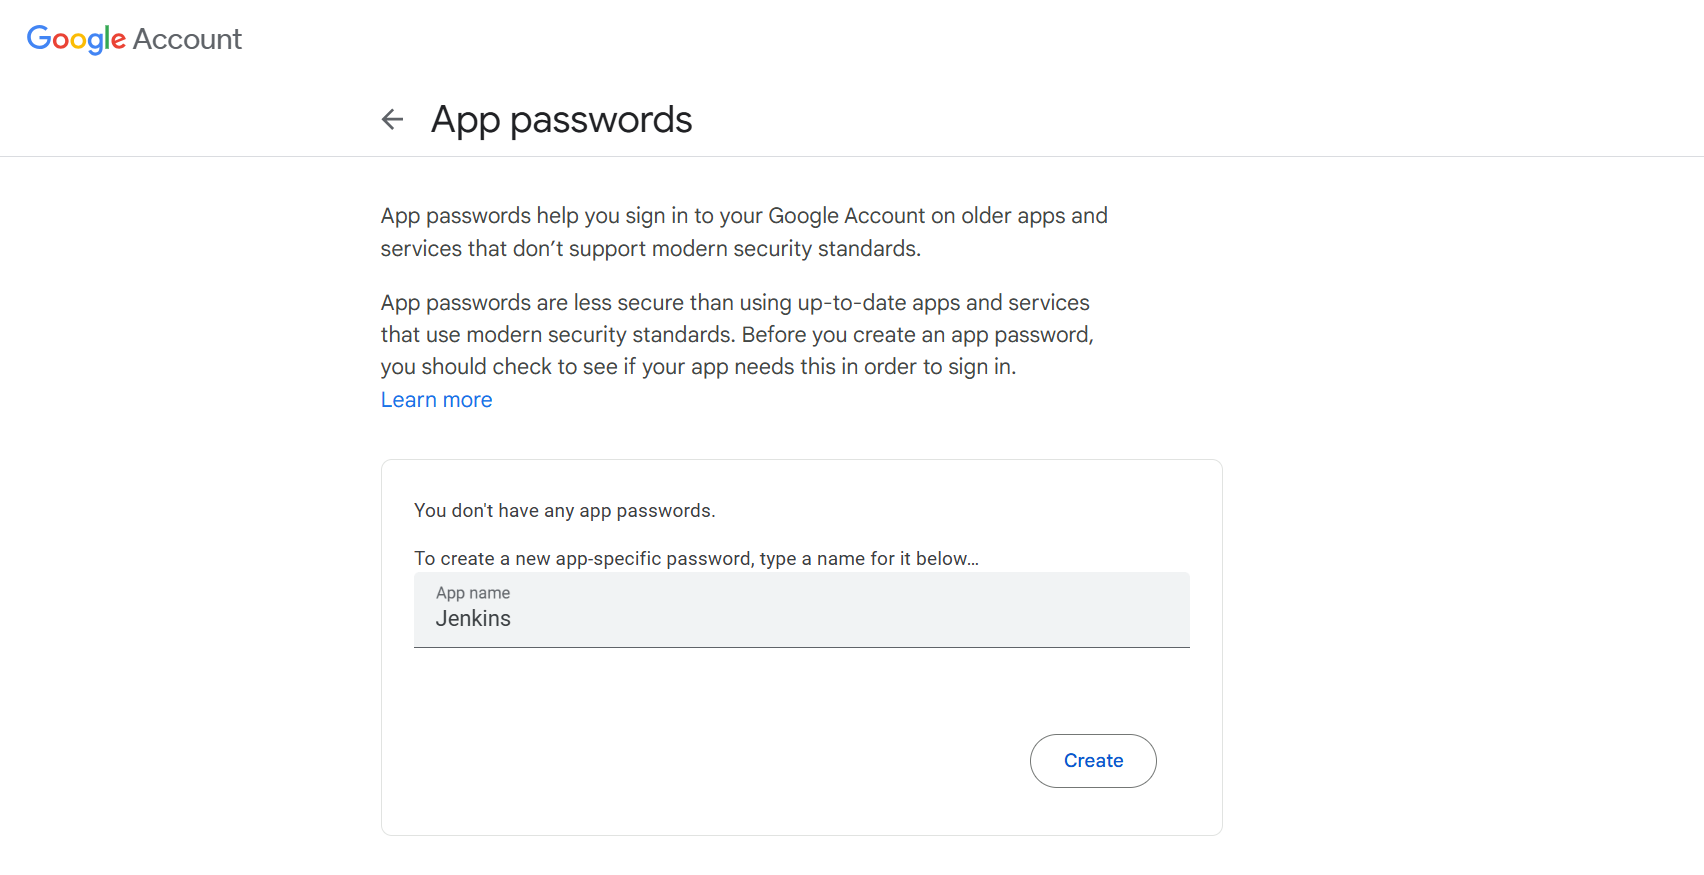 Google Account
App passwords
App passwords help you sign in to your Google Account on older apps and
services that don’t support modern security standards.
App passwords are less secure than using up-to-date apps and services
that use modern security standards. Before you create an app password,
you should check to see if your app needs this in order to sign in.
Learn more
You don't have any app passwords.
To create a new app-specific password, type a name for it below…
App name
Jenkins
Create